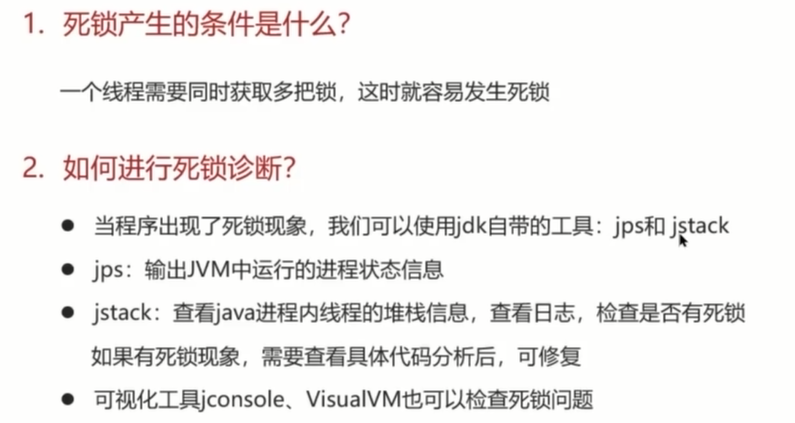 1. 死锁产生的条件是什么？
一个线程需要同时获取多把锁，这时就容易发生死锁
2. 如何进行死锁诊断？
● 当程序出现了死锁现象，我们可以使用jdk自带的工具：jps和 jstack
● jps：输出JVM中运行的进程状态信息
● jstack：查看java进程内线程的堆栈信息，查看日志，检查是否有死锁
如果有死锁现象，需要查看具体代码分析后，可修复
● 可视化工具jconsole、VisualVM也可以检查死锁问题